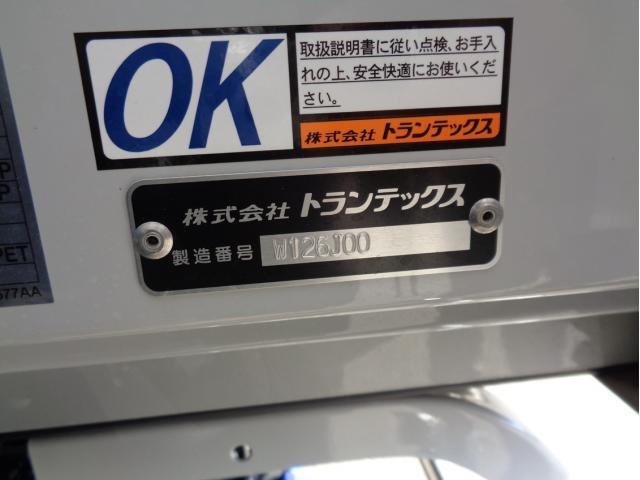 OK
取扱説明書に従い点検、お手入
れの上、安全快適にお使いくだ
さい。
株式会社 トランテックス
株式会社 トランテックス
製造番号 W126J00
P
P
PET
577AA